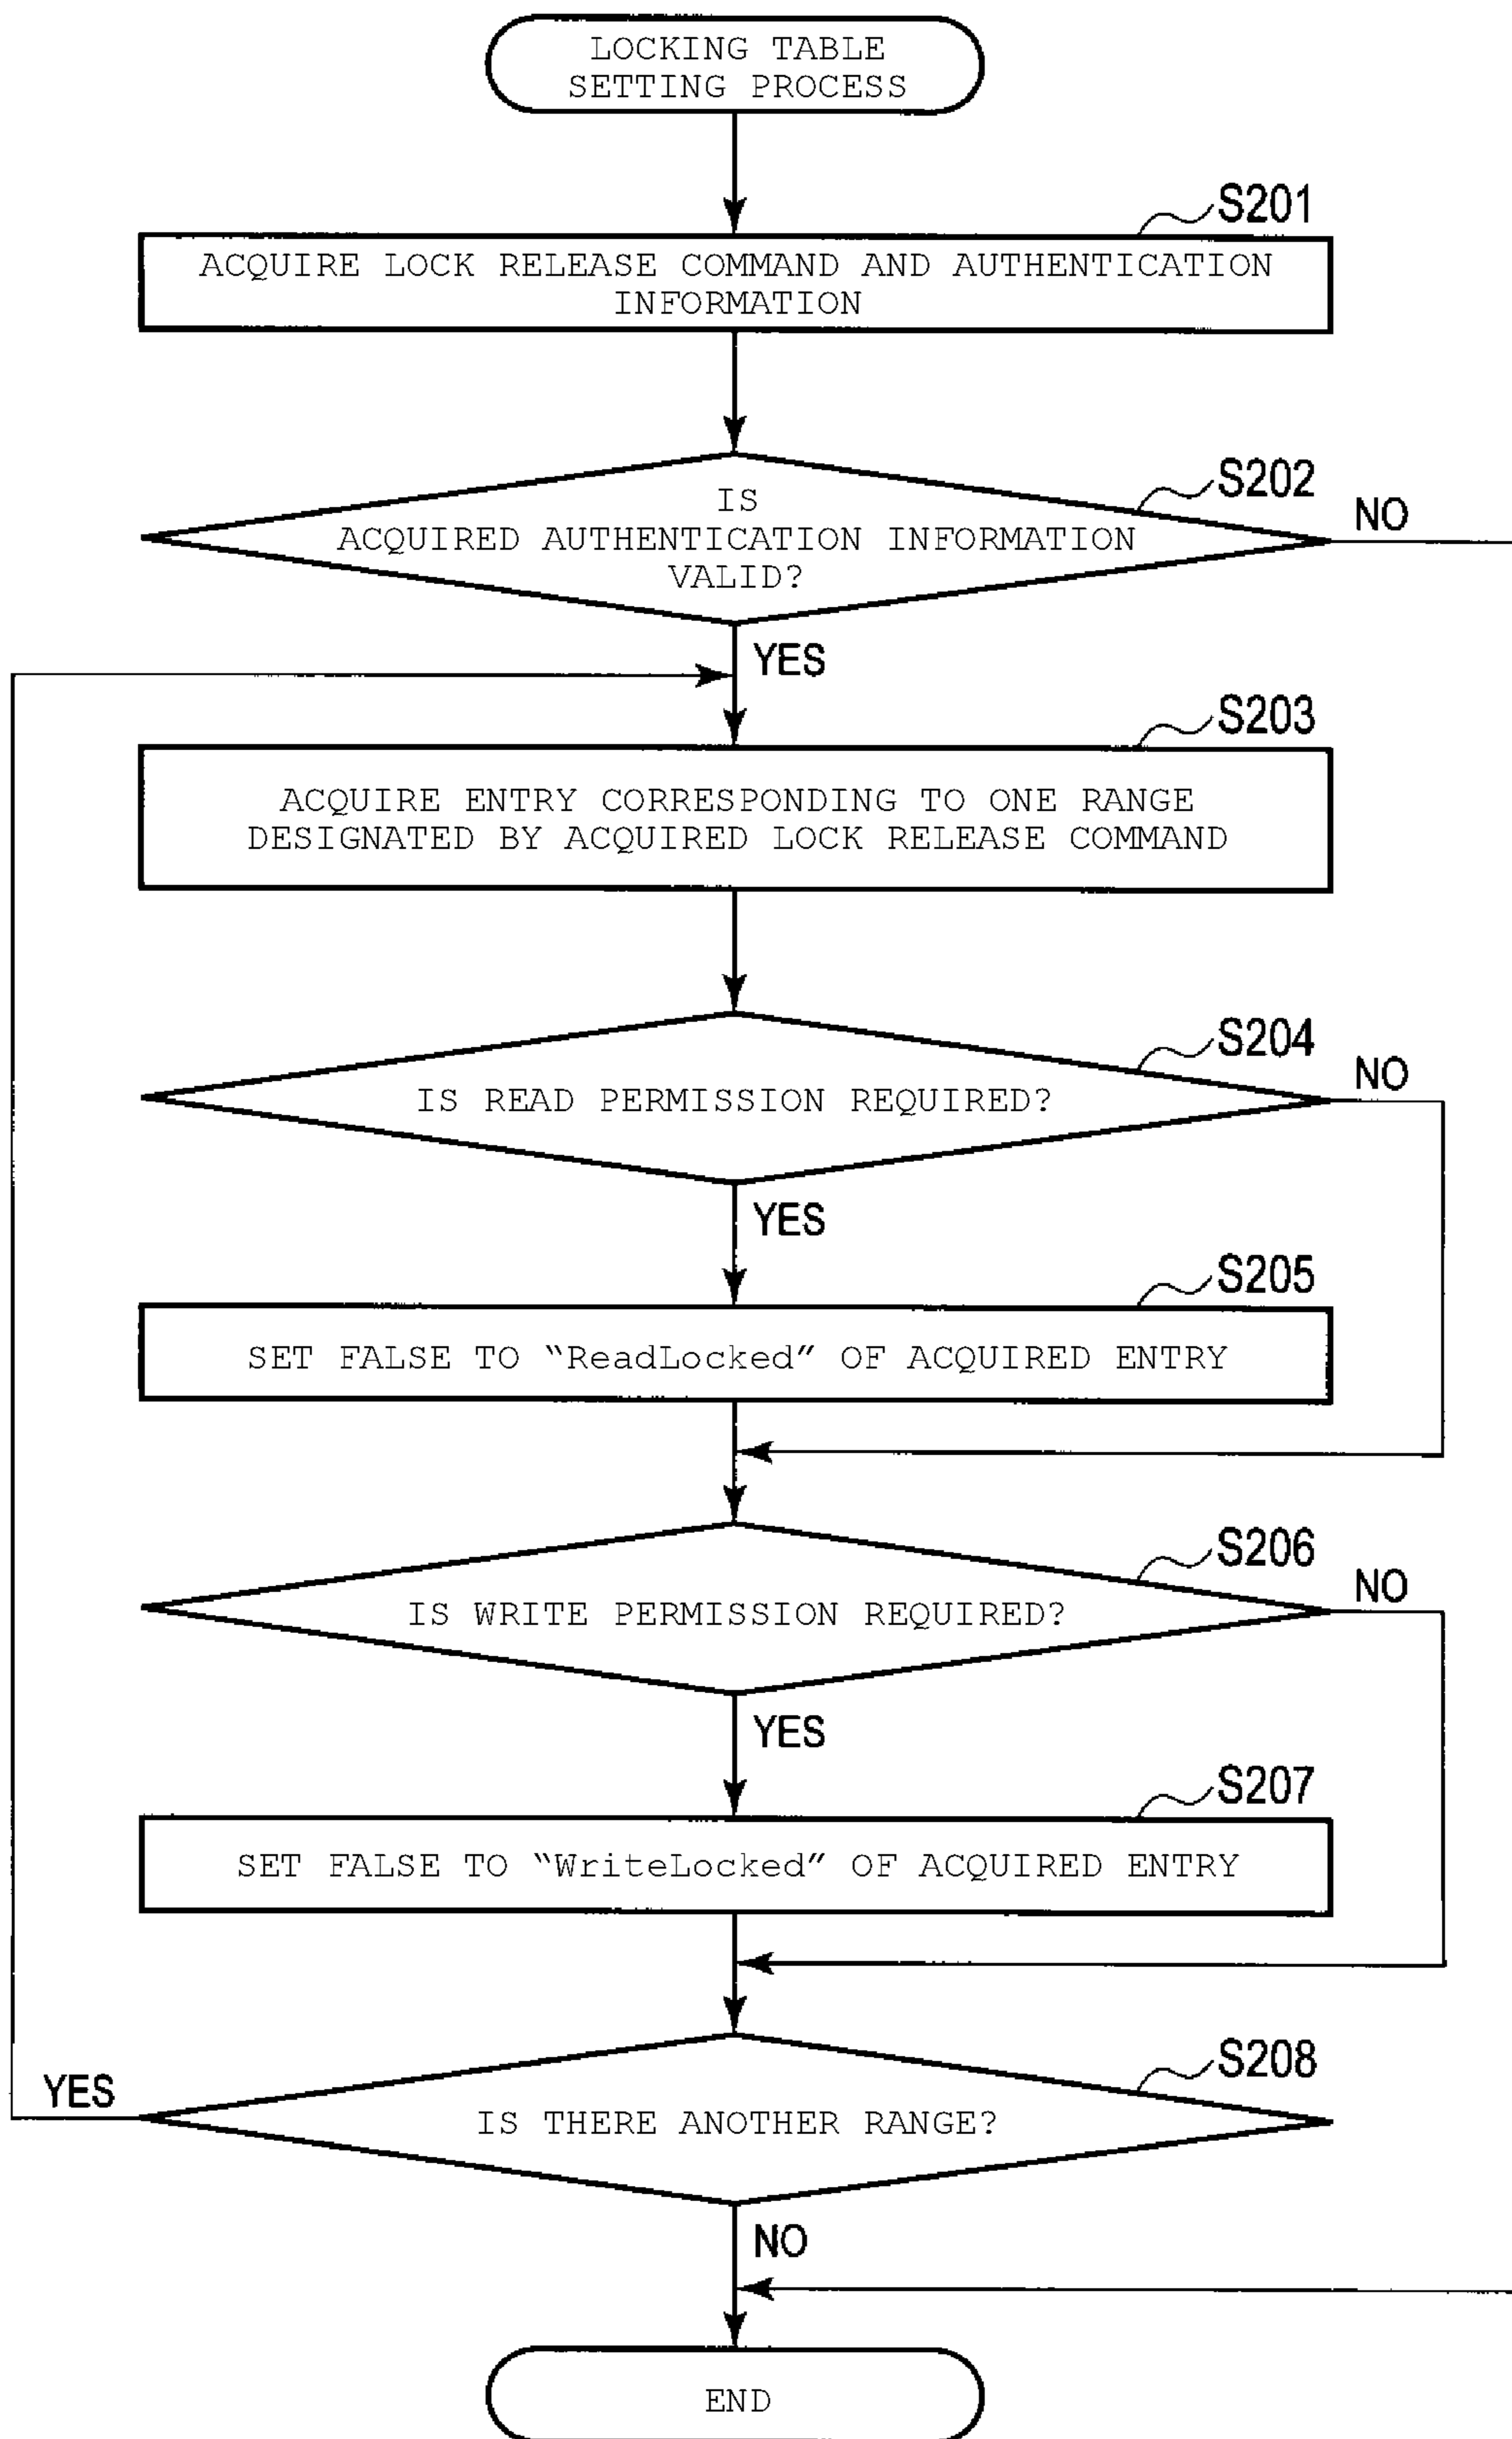 LOCKING TABLE
SETTING PROCESS
S201
ACQUIRE LOCK RELEASE COMMAND AND AUTHENTICATION
INFORMATION
S202
IS
ACQUIRED AUTHENTICATION INFORMATION
VALID?
NO
YES
S203
ACQUIRE ENTRY CORRESPONDING TO ONE RANGE
DESIGNATED BY ACQUIRED LOCK RELEASE COMMAND
S204
IS READ PERMISSION REQUIRED?
NO
YES
S205
SET FALSE TO “ReadLocked” OF ACQUIRED ENTRY
S206
IS WRITE PERMISSION REQUIRED?
NO
YES
S207
SET FALSE TO “WriteLocked” OF ACQUIRED ENTRY
S208
YES
IS THERE ANOTHER RANGE?
NO
END